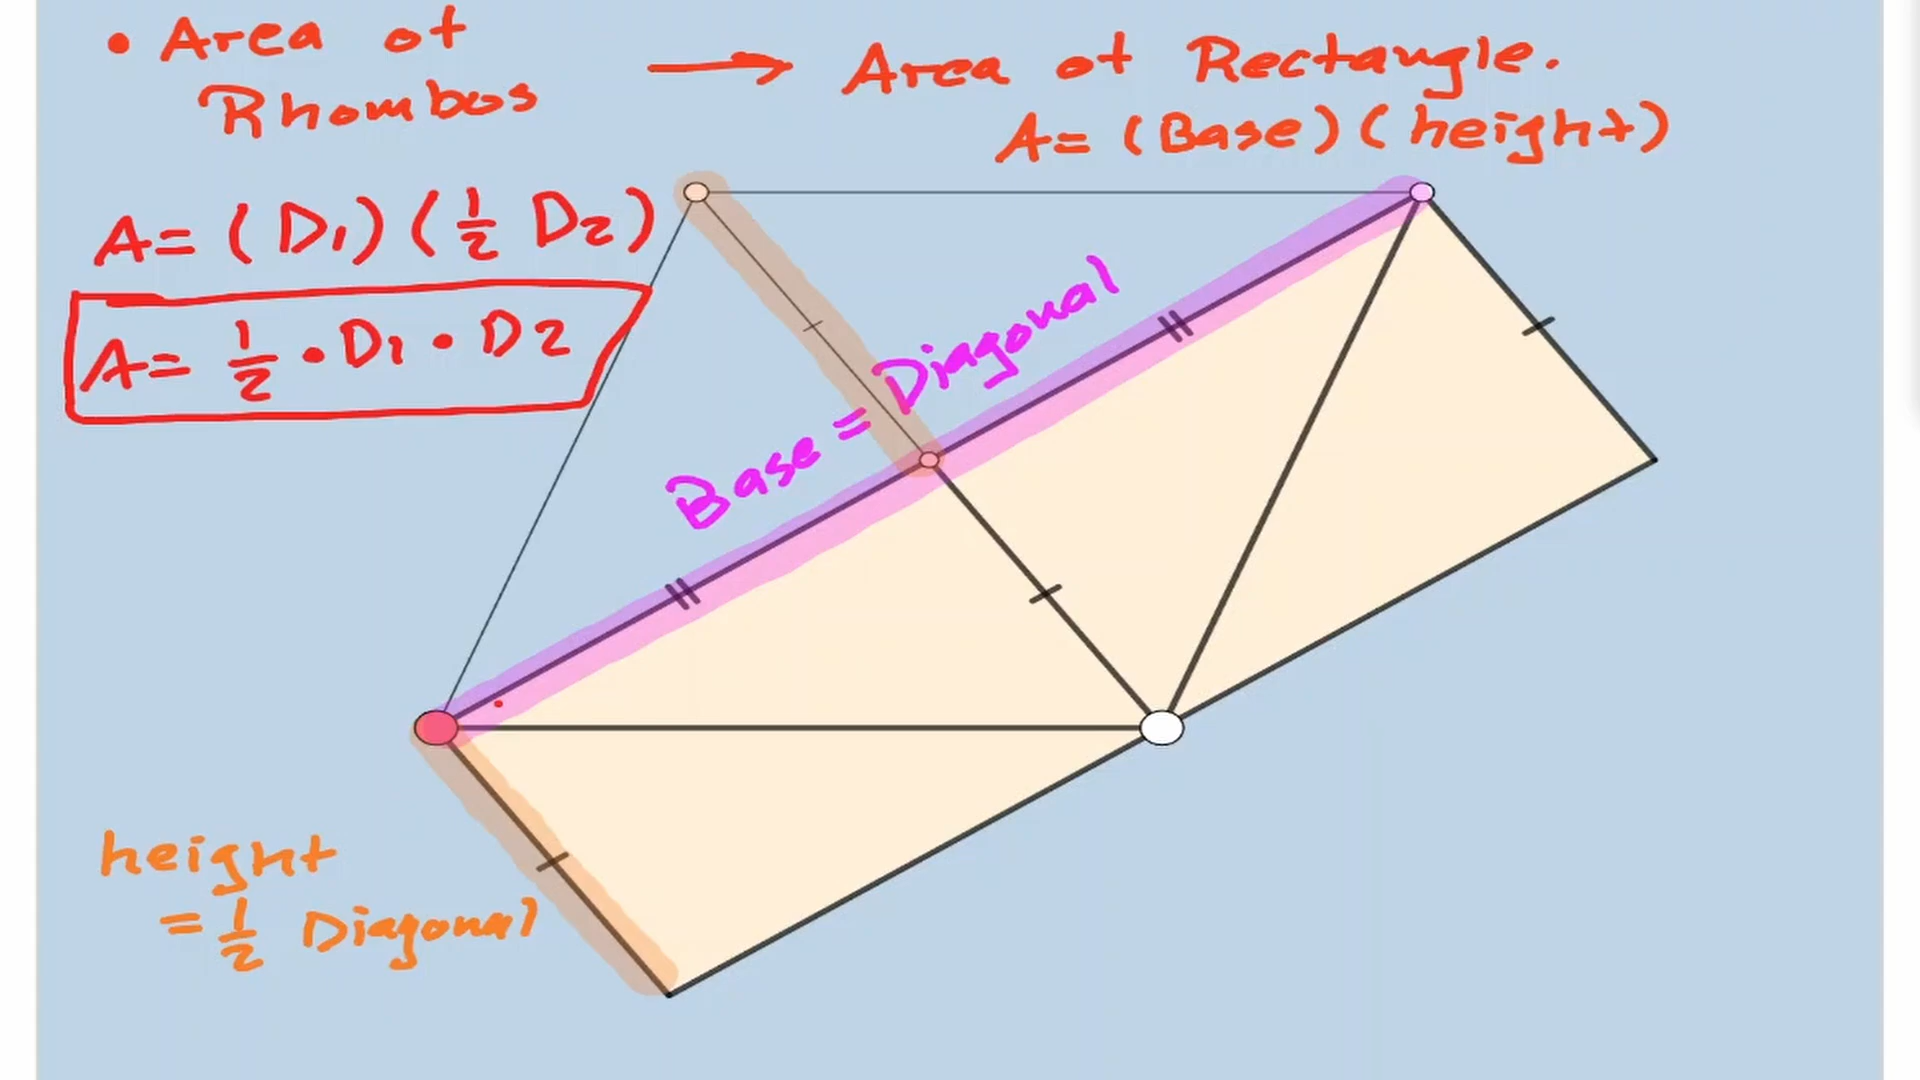 • Area of
Rhombos
→ Area of Rectangle.
A = (Base)(height)
A = (D1)(1/2 D2)
A = 1/2 • D1 • D2
Base = Diagonal
height
= 1/2 Diagonal